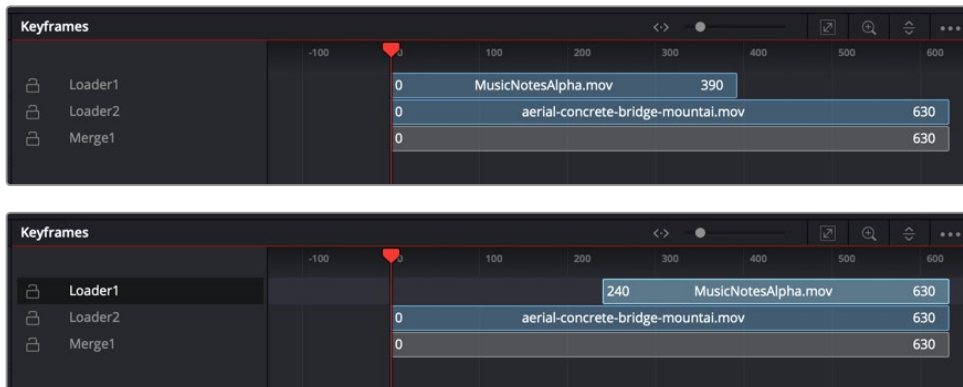 Keyframes
-100 0 100 200 300 400 500 600
Loader1 0 MusicNotesAlpha.mov 390
Loader2 0 aerial-concrete-bridge-mountai.mov 630
Merge1 0 630
Keyframes
-100 0 100 200 300 400 500 600
Loader1 240 MusicNotesAlpha.mov 630
Loader2 0 aerial-concrete-bridge-mountai.mov 630
Merge1 0 630